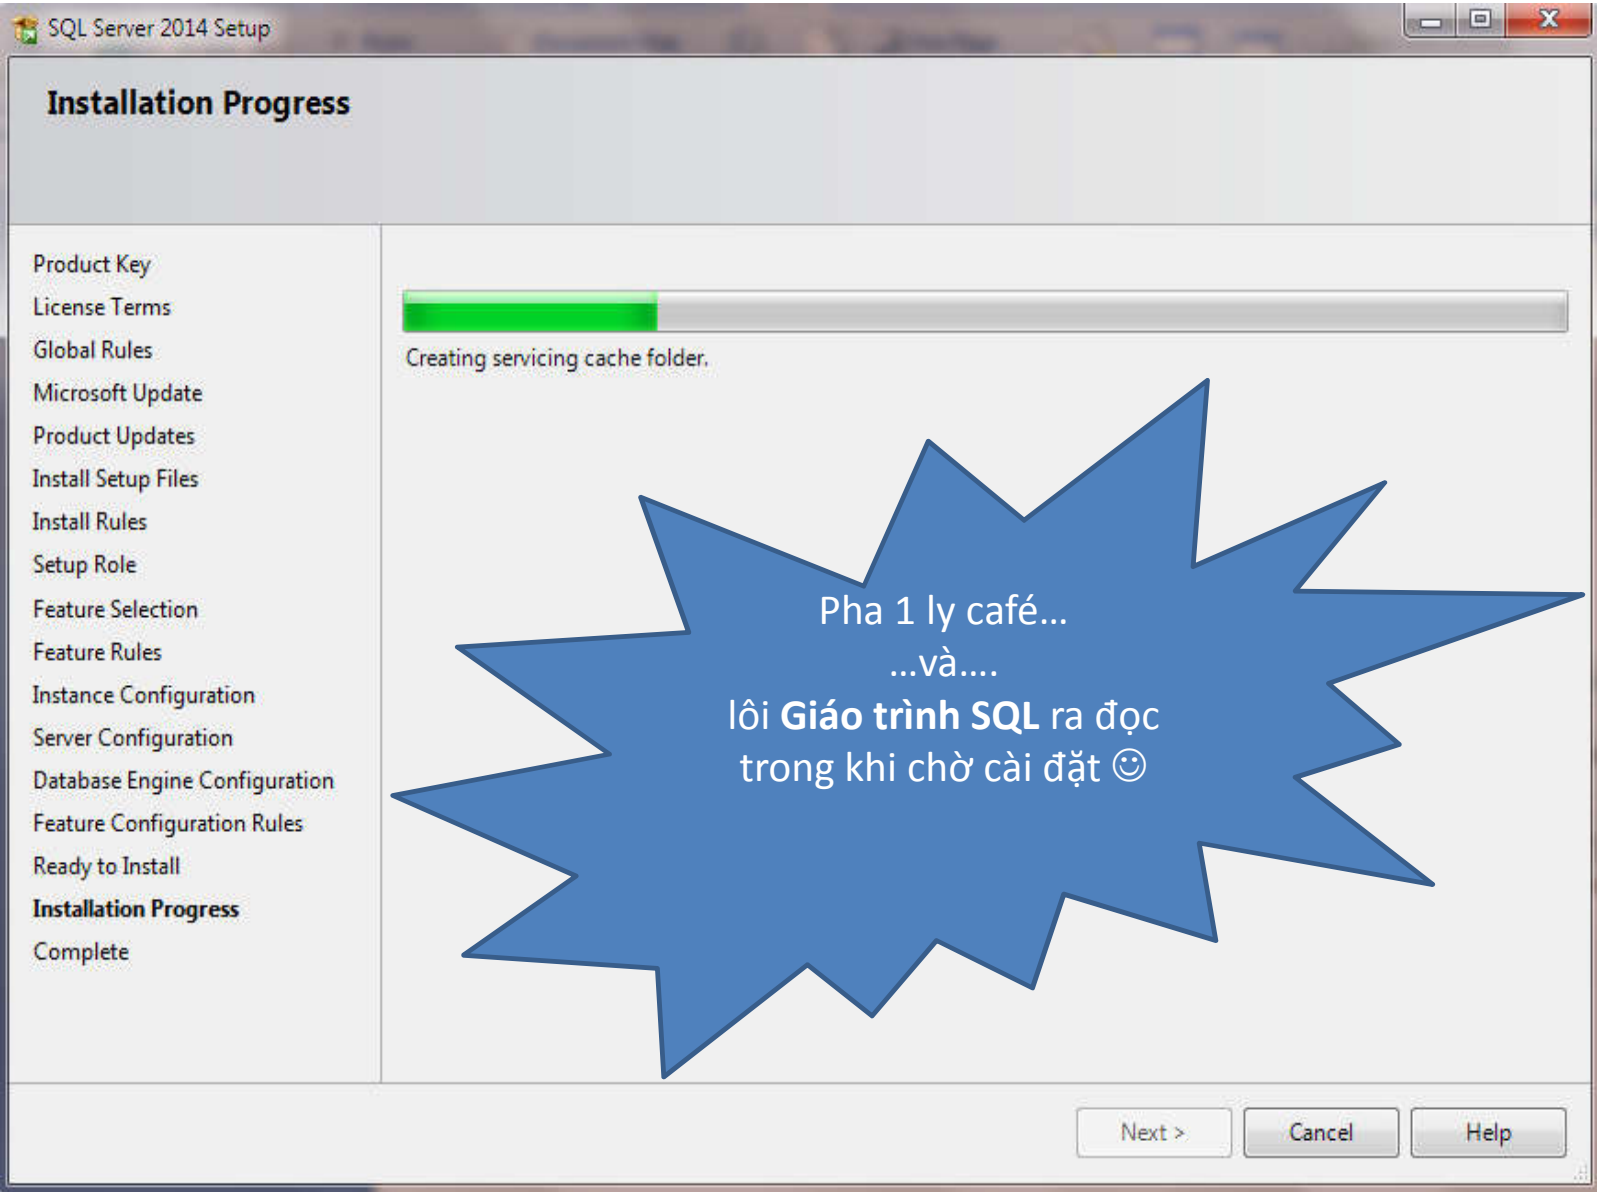 SQL Server 2014 Setup
Installation Progress
Product Key
License Terms
Global Rules
Microsoft Update
Product Updates
Install Setup Files
Install Rules
Setup Role
Feature Selection
Feature Rules
Instance Configuration
Server Configuration
Database Engine Configuration
Feature Configuration Rules
Ready to Install
Installation Progress
Complete
Creating servicing cache folder.
Pha 1 ly café…
…và….
lôi Giáo trình SQL ra đọc
trong khi chờ cài đặt ☺
Next >
Cancel
Help